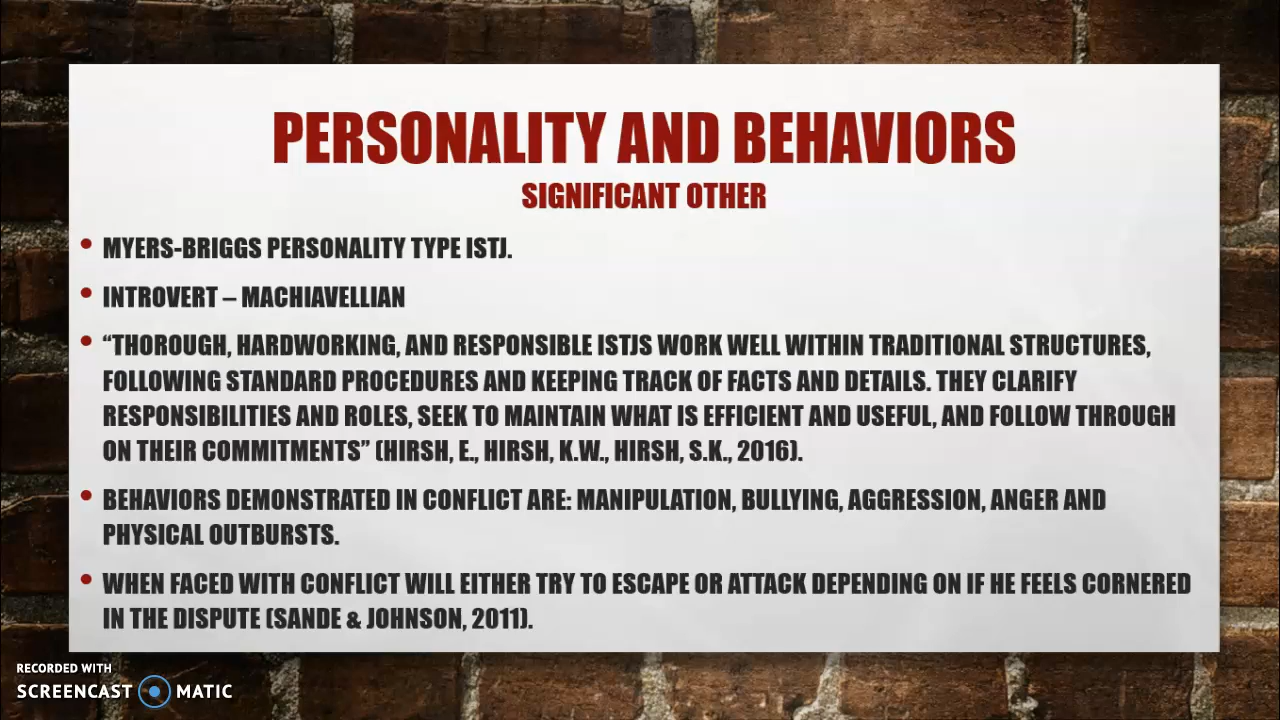 PERSONALITY AND BEHAVIORS
SIGNIFICANT OTHER
• MYERS-BRIGGS PERSONALITY TYPE ISTJ.
• INTROVERT – MACHIAVELLIAN
• “THOROUGH, HARDWORKING, AND RESPONSIBLE ISTJS WORK WELL WITHIN TRADITIONAL STRUCTURES,
FOLLOWING STANDARD PROCEDURES AND KEEPING TRACK OF FACTS AND DETAILS. THEY CLARIFY
RESPONSIBILITIES AND ROLES, SEEK TO MAINTAIN WHAT IS EFFICIENT AND USEFUL, AND FOLLOW THROUGH
ON THEIR COMMITMENTS” (HIRSH, E., HIRSH, K.W., HIRSH, S.K., 2016).
• BEHAVIORS DEMONSTRATED IN CONFLICT ARE: MANIPULATION, BULLYING, AGGRESSION, ANGER AND
PHYSICAL OUTBURSTS.
• WHEN FACED WITH CONFLICT WILL EITHER TRY TO ESCAPE OR ATTACK DEPENDING ON IF HE FEELS CORNERED
IN THE DISPUTE (SANDE & JOHNSON, 2011).
RECORDED WITH
SCREENCAST MATIC